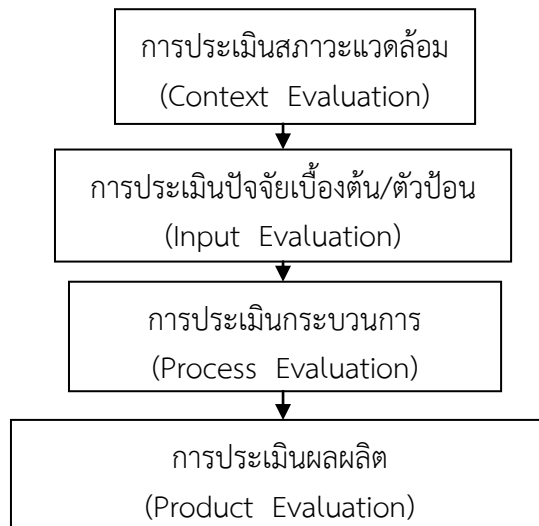 การประเมินสภาวะแวดล้อม
(Context Evaluation)
การประเมินปัจจัยเบื้องต้น/ตัวป้อน
(Input Evaluation)
การประเมินกระบวนการ
(Process Evaluation)
การประเมินผลผลิต
(Product Evaluation)